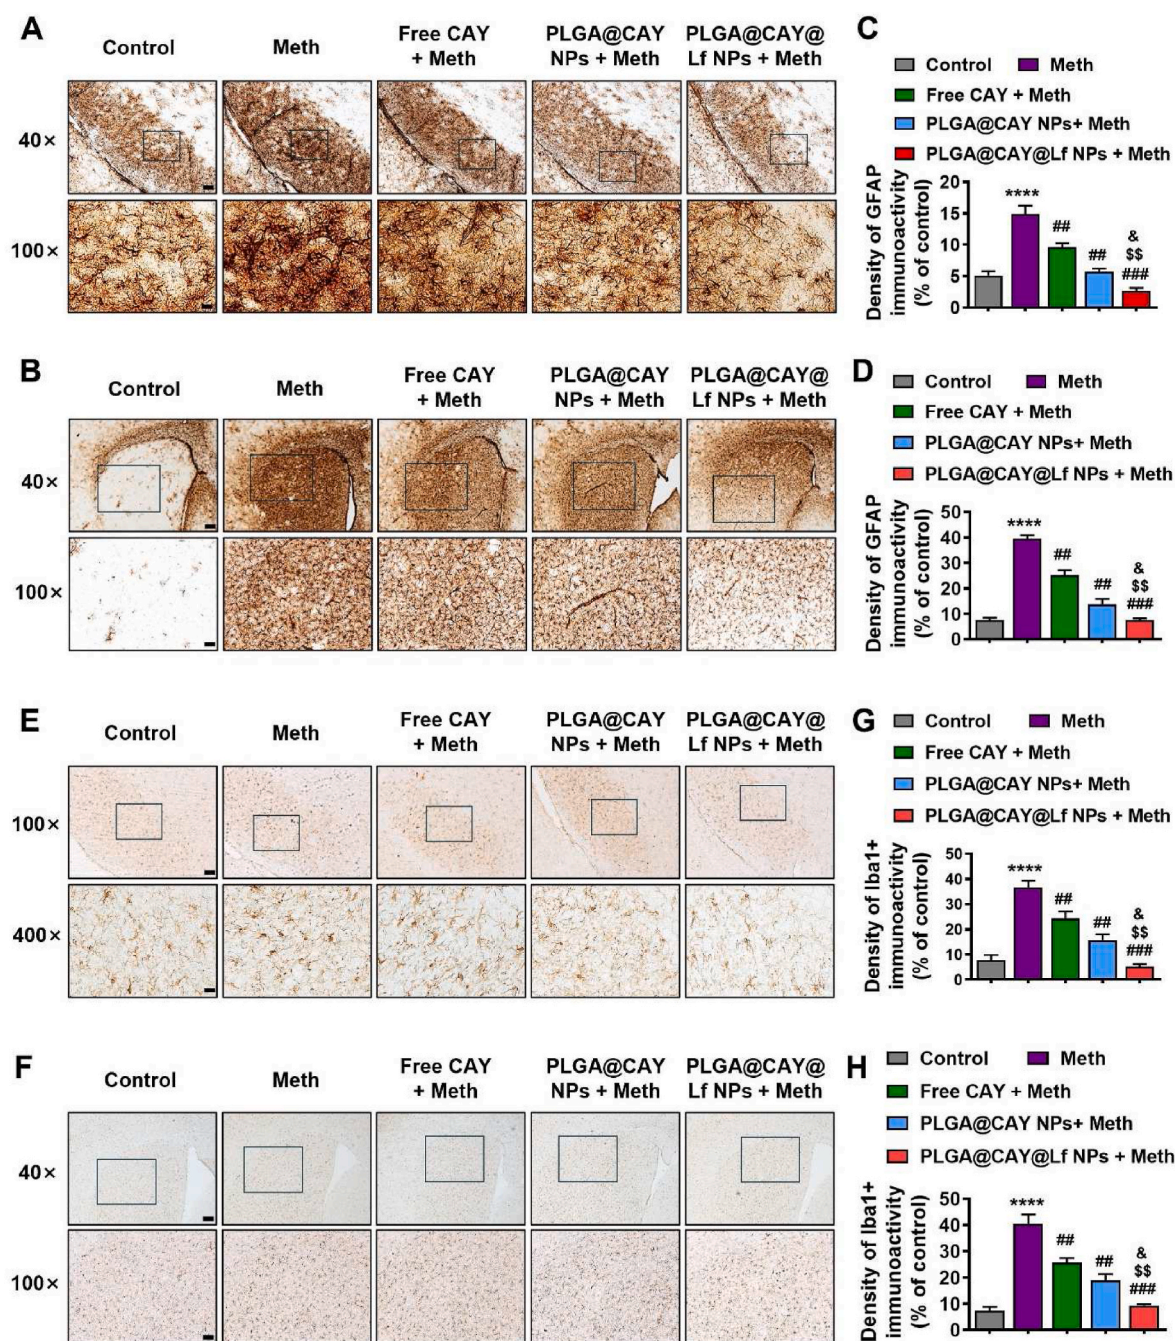 A
Control
Meth
Free CAY
+ Meth
PLGA@CAY
NPs + Meth
PLGA@CAY@
Lf NPs + Meth
40×
100×
C
Control
Meth
Free CAY + Meth
PLGA@CAY NPs+ Meth
PLGA@CAY@Lf NPs + Meth
Density of GFAP
immunoactivity
(% of control)
20
15
10
5
0
****
##
##
&
$$
###
B
Control
Meth
Free CAY
+ Meth
PLGA@CAY
NPs + Meth
PLGA@CAY@
Lf NPs + Meth
40×
100×
D
Control
Meth
Free CAY + Meth
PLGA@CAY NPs+ Meth
PLGA@CAY@Lf NPs + Meth
Density of GFAP
immunoactivity
(% of control)
50
40
30
20
10
0
****
##
##
&
$$
###
E
Control
Meth
Free CAY
+ Meth
PLGA@CAY
NPs + Meth
PLGA@CAY@
Lf NPs + Meth
100×
400×
G
Control
Meth
Free CAY + Meth
PLGA@CAY NPs+ Meth
PLGA@CAY@Lf NPs + Meth
Density of Iba1+
immunoactivity
(% of control)
50
40
30
20
10
0
****
##
##
&
$$
###
F
Control
Meth
Free CAY
+ Meth
PLGA@CAY
NPs + Meth
PLGA@CAY@
Lf NPs + Meth
40×
100×
H
Control
Meth
Free CAY + Meth
PLGA@CAY NPs+ Meth
PLGA@CAY@Lf NPs + Meth
Density of Iba1+
immunoactivity
(% of control)
50
40
30
20
10
0
****
##
##
&
$$
###